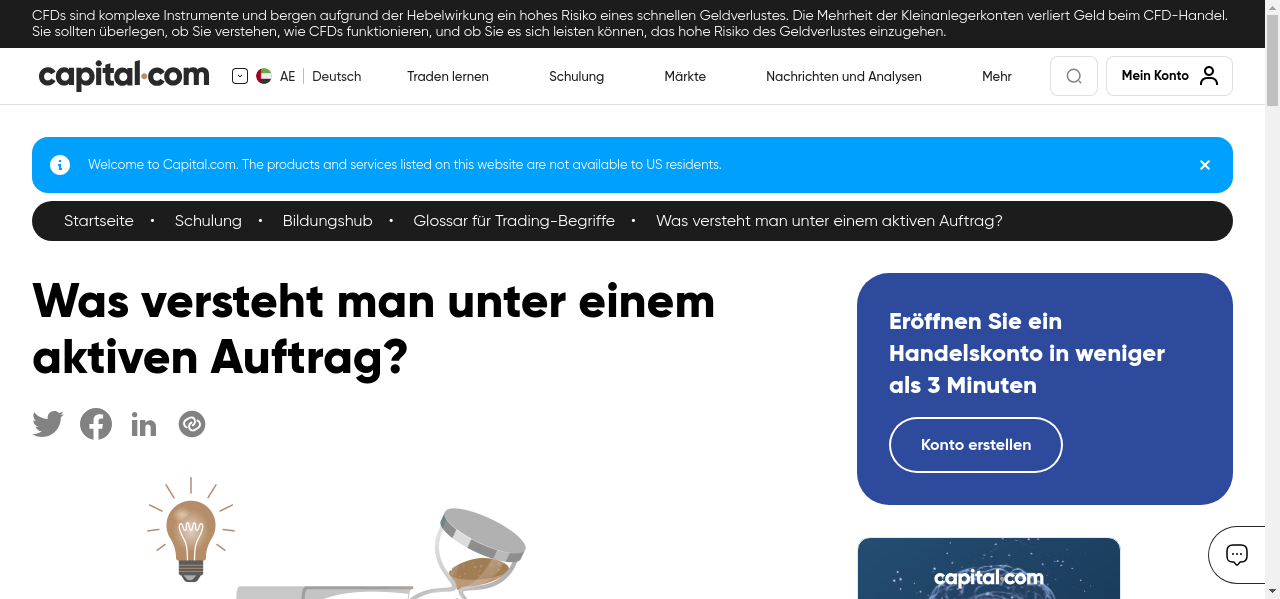 CFDs sind komplexe Instrumente und bergen aufgrund der Hebelwirkung ein hohes Risiko eines schnellen Geldverlustes. Die Mehrheit der Kleinanlegerkonten verliert Geld beim CFD-Handel.
Sie sollten überlegen, ob Sie verstehen, wie CFDs funktionieren, und ob Sie es sich leisten können, das hohe Risiko des Geldverlustes einzugehen.
capital.com AE Deutsch Traden lernen Schulung Märkte Nachrichten und Analysen Mehr Mein Konto
Welcome to Capital.com. The products and services listed on this website are not available to US residents.
Startseite • Schulung • Bildungshub • Glossar für Trading-Begriffe • Was versteht man unter einem aktiven Auftrag?
Was versteht man unter einem
aktiven Auftrag?
Eröffnen Sie ein
Handelskonto in weniger
als 3 Minuten
Konto erstellen
capital.com